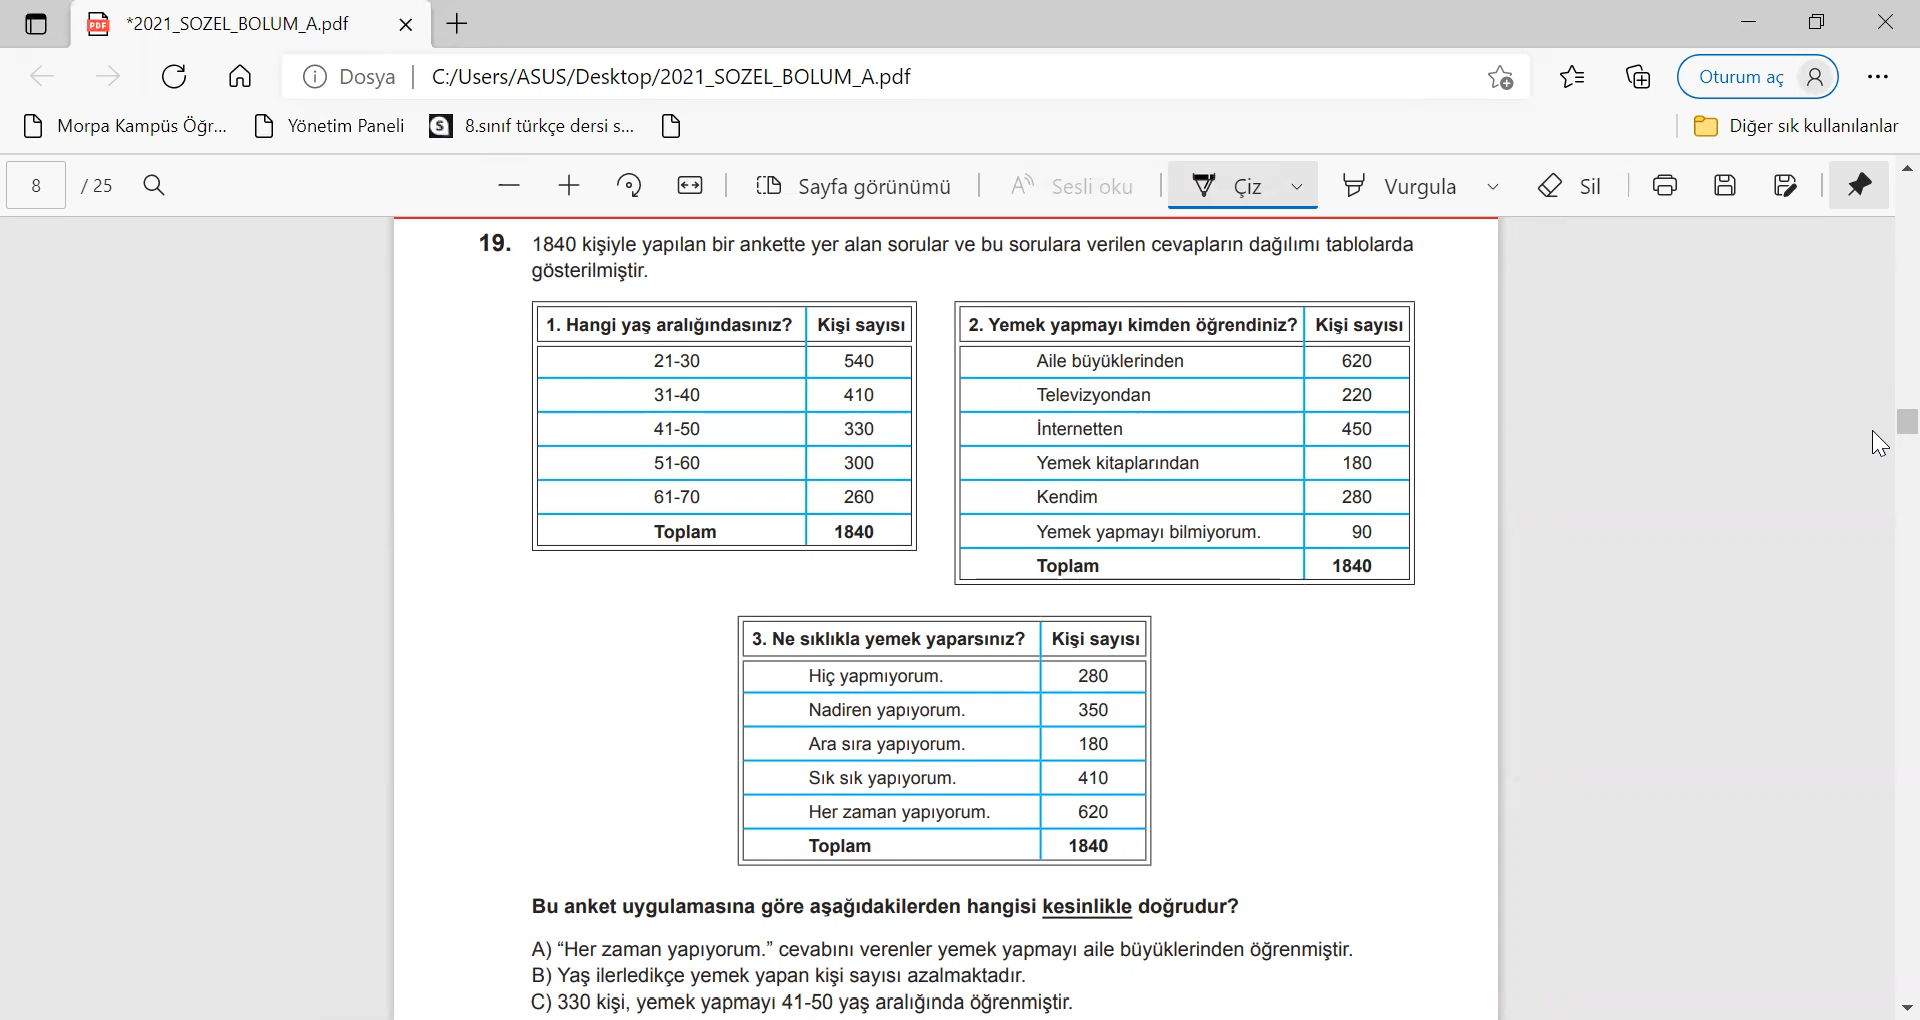 *2021_SOZEL_BOLUM_A.pdf
Dosya | C:/Users/ASUS/Desktop/2021_SOZEL_BOLUM_A.pdf
Oturum aç
Morpa Kampüs Öğr...
Yönetim Paneli
S 8.sınıf türkçe dersi s...
Diğer sık kullanılanlar
8 / 25
Sayfa görünümü
Sesli oku
Çiz
Vurgula
Sil
19. 1840 kişiyle yapılan bir ankette yer alan sorular ve bu sorulara verilen cevapların dağılımı tablolarda
gösterilmiştir.
1. Hangi yaş aralığındasınız? Kişi sayısı
21-30 540
31-40 410
41-50 330
51-60 300
61-70 260
Toplam 1840
2. Yemek yapmayı kimden öğrendiniz? Kişi sayısı
Aile büyüklerinden 620
Televizyondan 220
İnternetten 450
Yemek kitaplarından 180
Kendim 280
Yemek yapmayı bilmiyorum. 90
Toplam 1840
3. Ne sıklıkla yemek yaparsınız? Kişi sayısı
Hiç yapmıyorum. 280
Nadiren yapıyorum. 350
Ara sıra yapıyorum. 180
Sık sık yapıyorum. 410
Her zaman yapıyorum. 620
Toplam 1840
Bu anket uygulamasına göre aşağıdakilerden hangisi kesinlikle doğrudur?
A) “Her zaman yapıyorum.” cevabını verenler yemek yapmayı aile büyüklerinden öğrenmiştir.
B) Yaş ilerledikçe yemek yapan kişi sayısı azalmaktadır.
C) 330 kişi, yemek yapmayı 41-50 yaş aralığında öğrenmiştir.